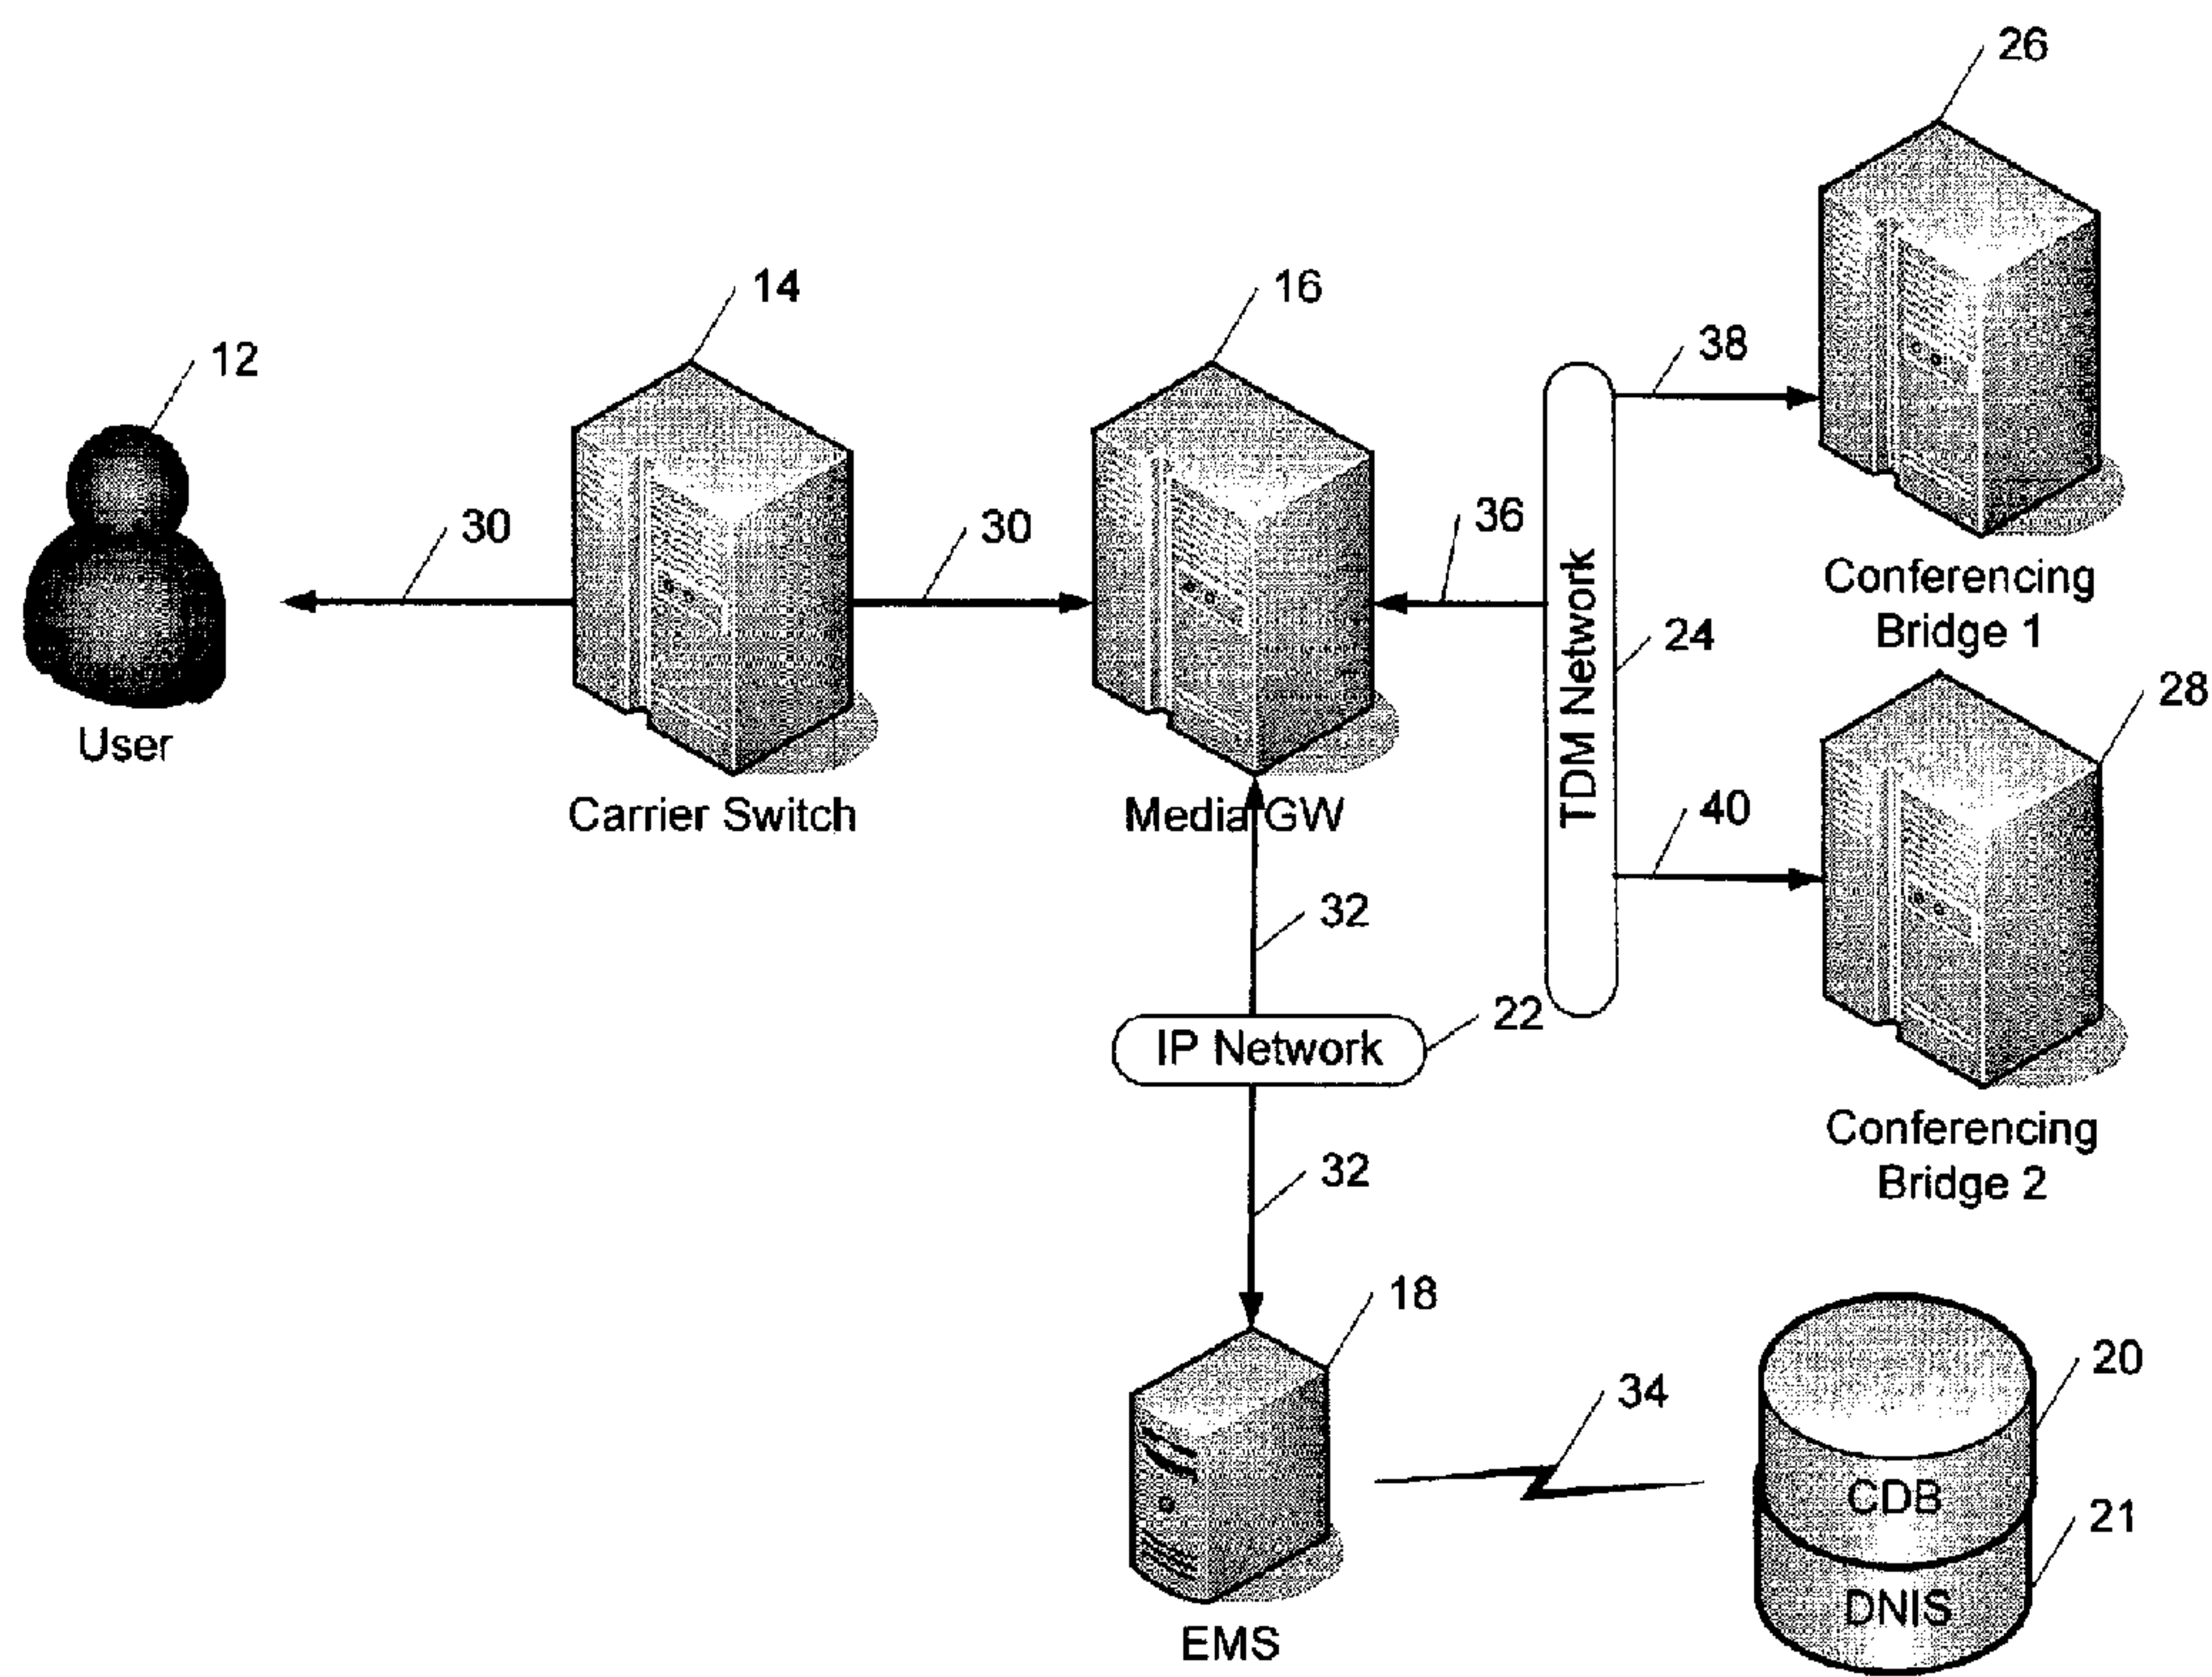 26
14
16
38
12
30
30
36
TDM Network
24
Conferencing
Bridge 1
28
User
Carrier Switch
Media GW
40
32
22
IP Network
Conferencing
Bridge 2
32
18
34
20
CDB
21
DNIS
EMS